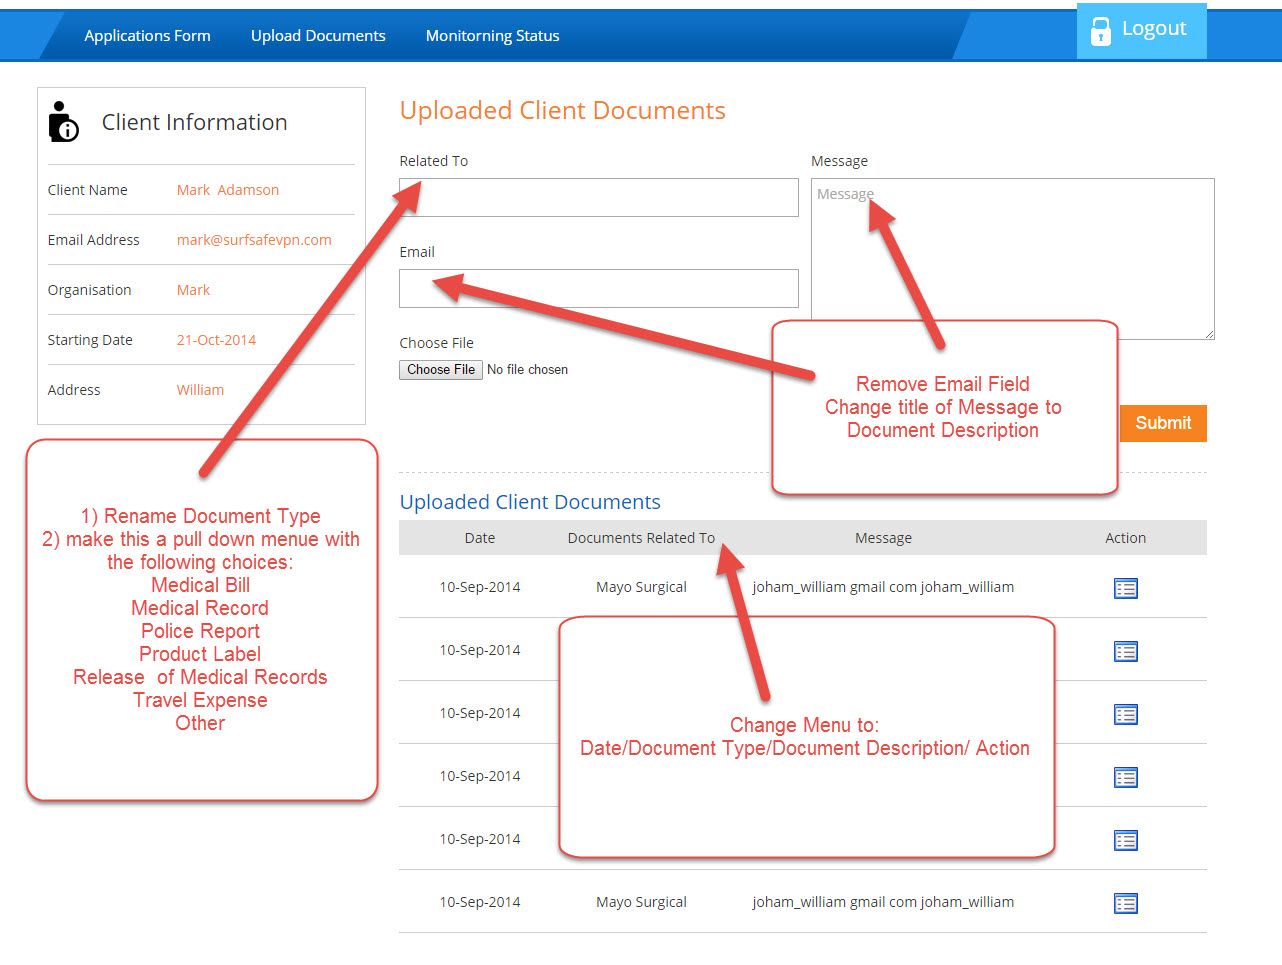 Applications Form
Upload Documents
Monitorning Status
Logout
Client Information
Client Name
Mark Adamson
Email Address
mark@surfsafevpn.com
Organisation
Mark
Starting Date
21-Oct-2014
Address
William
Uploaded Client Documents
Related To
Email
Choose File
Choose File
No file chosen
Message
Message
Submit
Remove Email Field
Change title of Message to
Document Description
1) Rename Document Type
2) make this a pull down menue with
the following choices:
Medical Bill
Medical Record
Police Report
Product Label
Release of Medical Records
Travel Expense
Other
Uploaded Client Documents
Date Documents Related To Message Action
10-Sep-2014 Mayo Surgical joham_william gmail com joham_william
10-Sep-2014
10-Sep-2014
10-Sep-2014
10-Sep-2014
10-Sep-2014 Mayo Surgical joham_william gmail com joham_william
Change Menu to:
Date/Document Type/Document Description/ Action